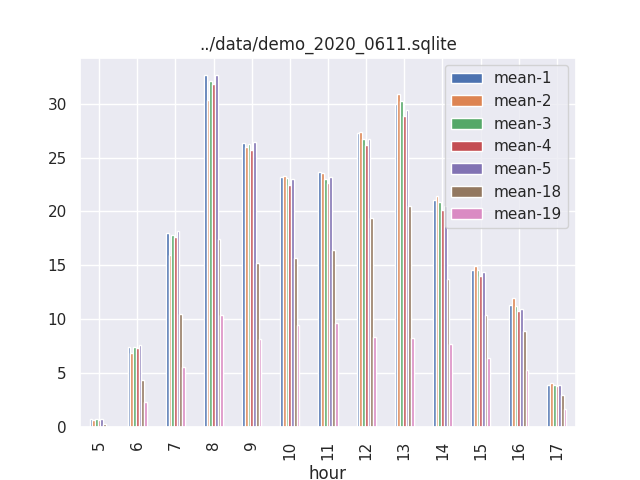 ../data/demo_2020_0611.sqlite
mean-1
mean-2
mean-3
mean-4
mean-5
mean-18
mean-19
30
25
20
15
10
5
0
5 6 7 8 9 10 11 12 13 14 15 16 17
hour